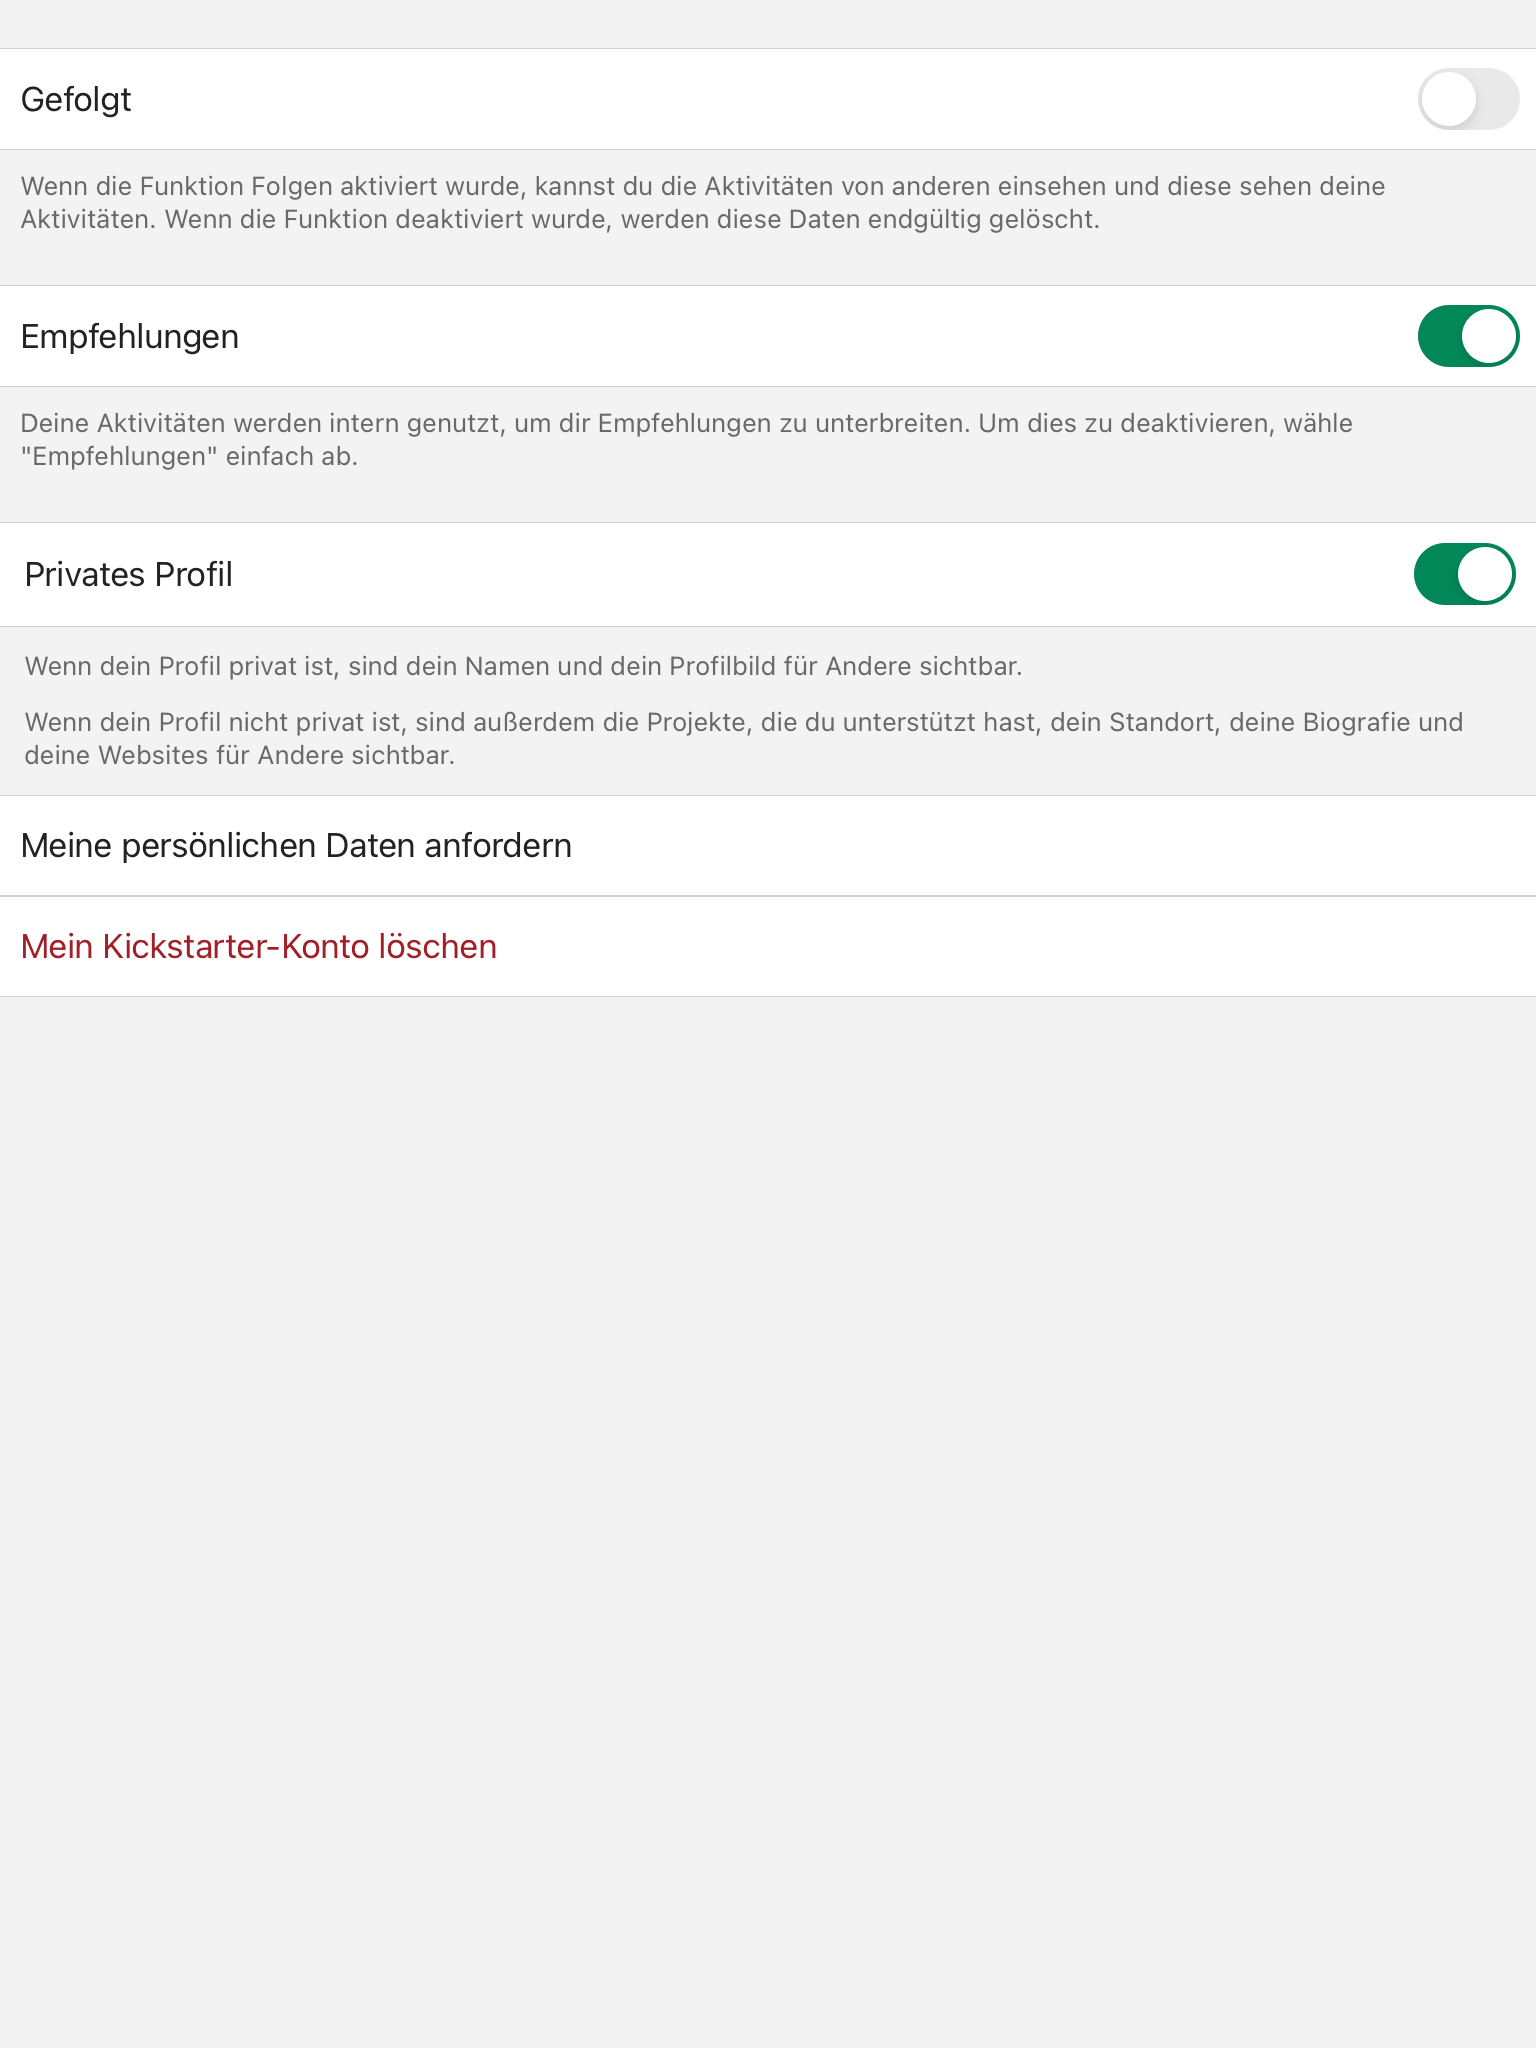 Gefolgt
Wenn die Funktion Folgen aktiviert wurde, kannst du die Aktivitäten von anderen einsehen und diese sehen deine
Aktivitäten. Wenn die Funktion deaktiviert wurde, werden diese Daten endgültig gelöscht.
Empfehlungen
Deine Aktivitäten werden intern genutzt, um dir Empfehlungen zu unterbreiten. Um dies zu deaktivieren, wähle
"Empfehlungen" einfach ab.
Privates Profil
Wenn dein Profil privat ist, sind dein Namen und dein Profilbild für Andere sichtbar.
Wenn dein Profil nicht privat ist, sind außerdem die Projekte, die du unterstützt hast, dein Standort, deine Biografie und
deine Websites für Andere sichtbar.
Meine persönlichen Daten anfordern
Mein Kickstarter-Konto löschen